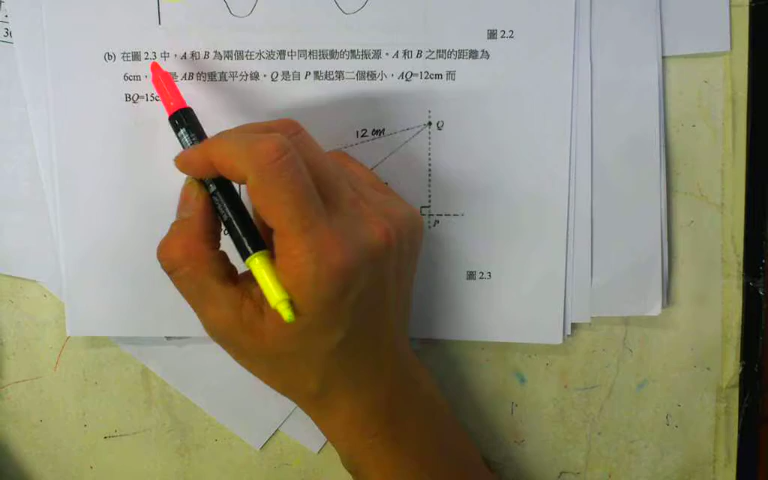 圖 2.2
(b) 在圖 2.3 中，A 和 B 為兩個在水波漕中同相振動的點振源。A 和 B 之間的距離為
6cm， 是 AB 的垂直平分線。Q 是自 P 點起第二個極小，AQ=12cm 而
BQ=15c
12 cm
Q
P
圖 2.3